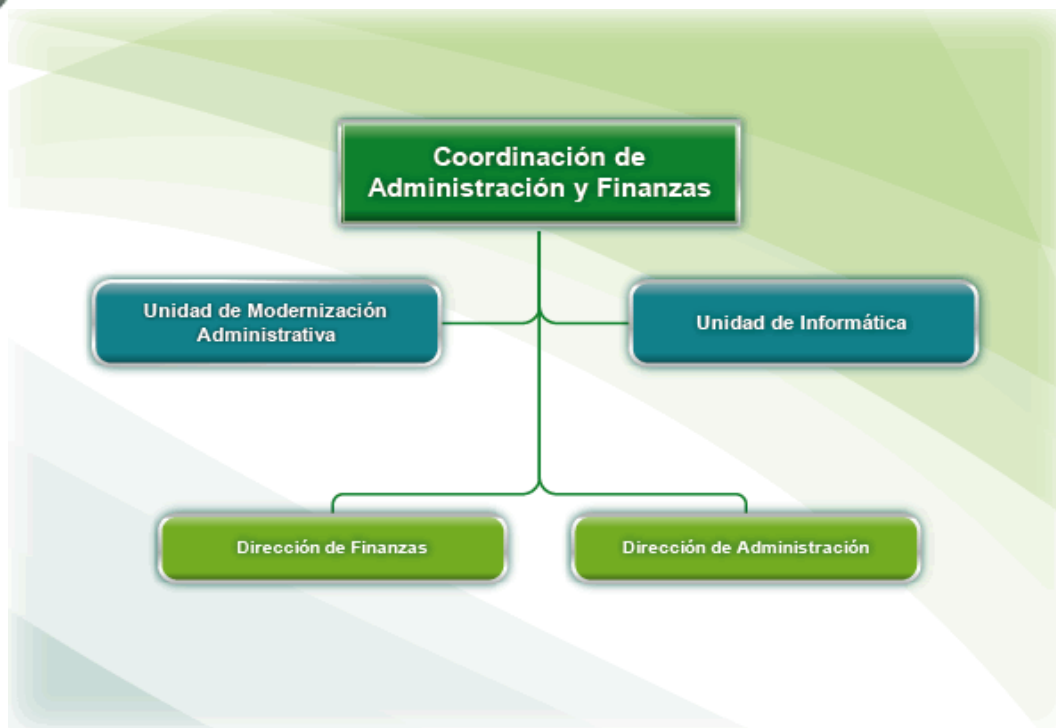 Coordinación de
Administración y Finanzas
Unidad de Modernización
Administrativa
Unidad de Informática
Dirección de Finanzas
Dirección de Administración